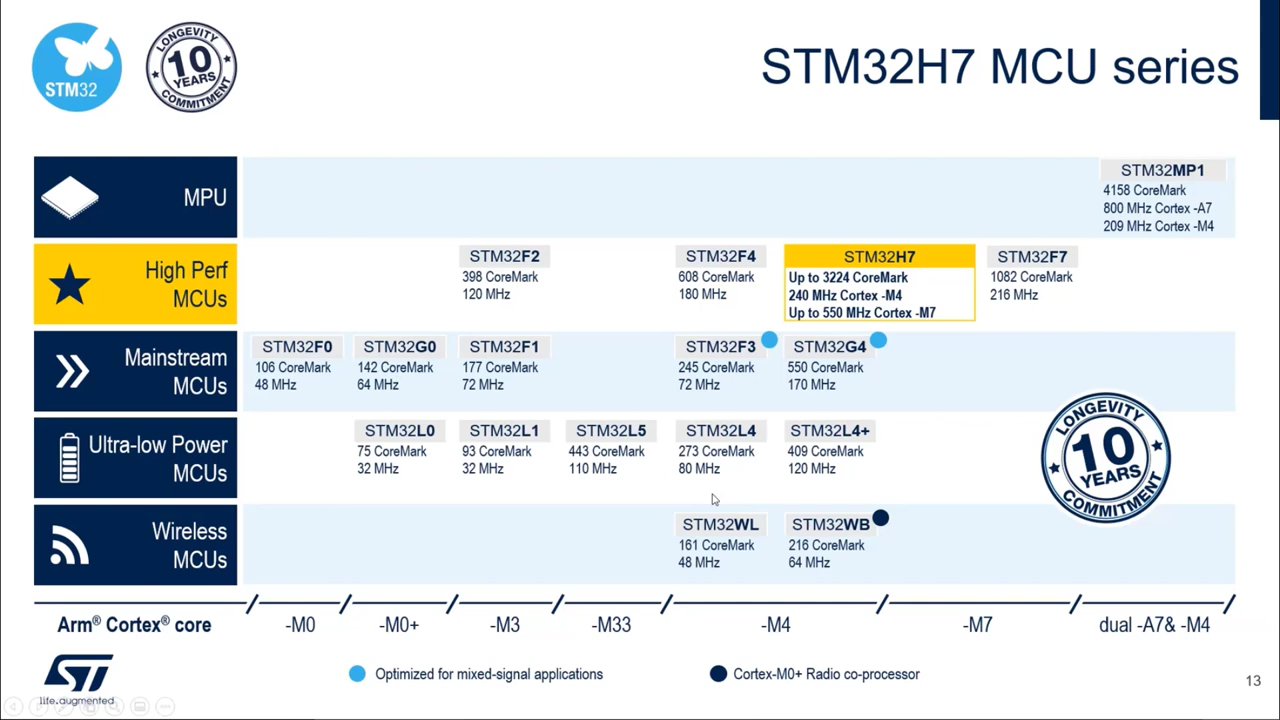 STM32
LONGEVITY
10
YEARS
COMMITMENT
STM32H7 MCU series
MPU
STM32MP1
4158 CoreMark
800 MHz Cortex -A7
209 MHz Cortex -M4
High Perf
MCUs
STM32F2
398 CoreMark
120 MHz
STM32F4
608 CoreMark
180 MHz
STM32H7
Up to 3224 CoreMark
240 MHz Cortex -M4
Up to 550 MHz Cortex -M7
STM32F7
1082 CoreMark
216 MHz
Mainstream
MCUs
STM32F0
106 CoreMark
48 MHz
STM32G0
142 CoreMark
64 MHz
STM32F1
177 CoreMark
72 MHz
STM32F3
245 CoreMark
72 MHz
STM32G4
550 CoreMark
170 MHz
Ultra-low Power
MCUs
STM32L0
75 CoreMark
32 MHz
STM32L1
93 CoreMark
32 MHz
STM32L5
443 CoreMark
110 MHz
STM32L4
273 CoreMark
80 MHz
STM32L4+
409 CoreMark
120 MHz
LONGEVITY
10
YEARS
COMMITMENT
Wireless
MCUs
STM32WL
161 CoreMark
48 MHz
STM32WB
216 CoreMark
64 MHz
Arm® Cortex® core
-M0
-M0+
-M3
-M33
-M4
-M7
dual -A7& -M4
ST
life.augmented
Optimized for mixed-signal applications
Cortex-M0+ Radio co-processor
13